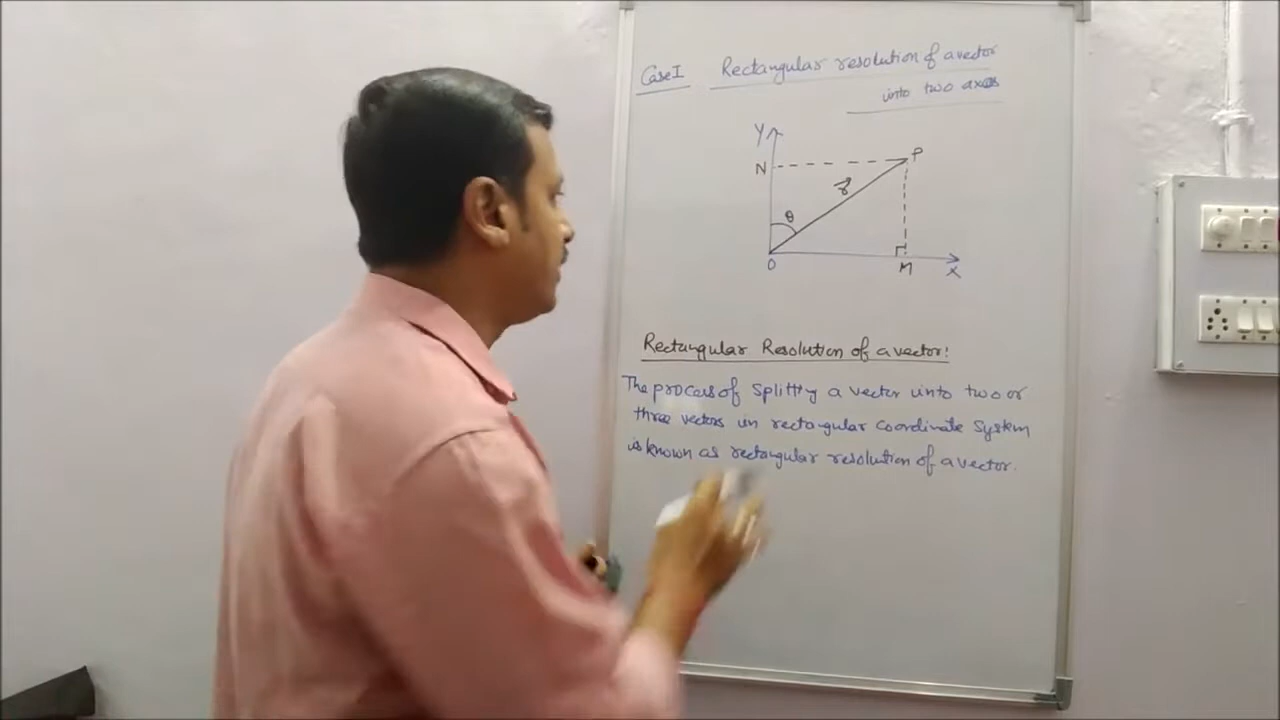 Case I Rectangular resolution of a vector
into two axes
Y
N P
r
θ
O M X
Rectangular Resolution of a vector:
The process of Splitting a vector into two or
three vectors in rectangular coordinate System
is known as rectangular resolution of a vector.